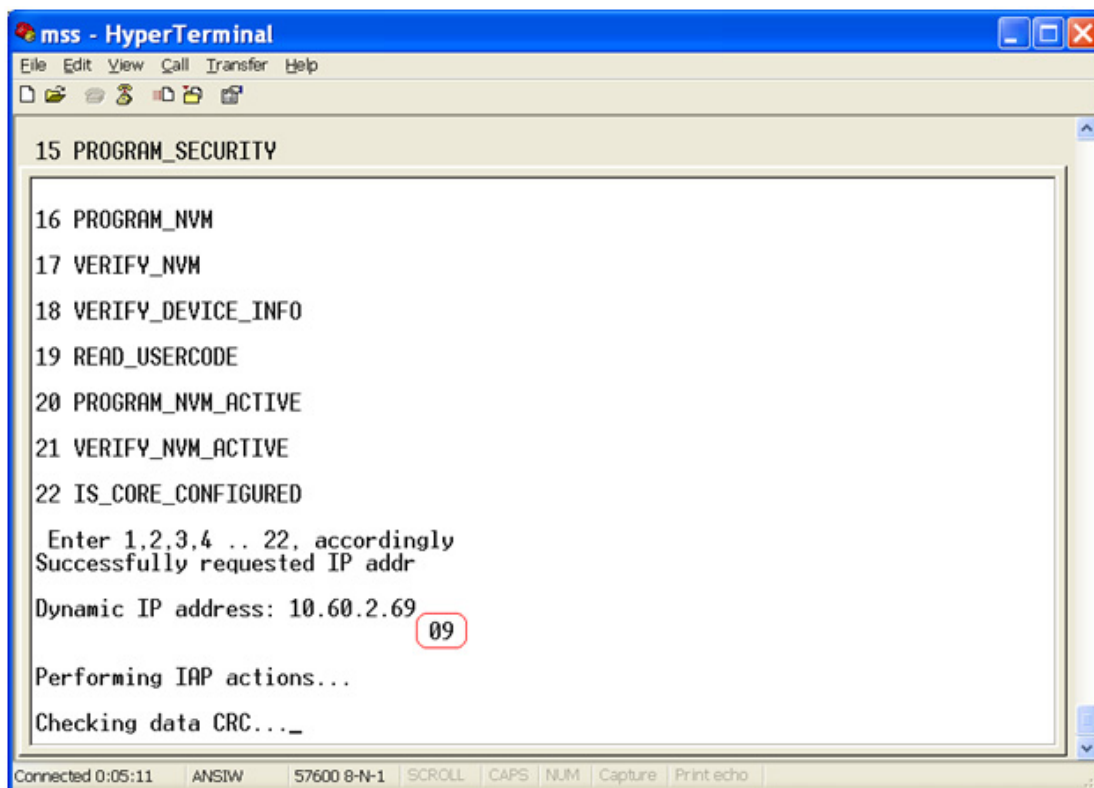 mss - HyperTerminal
File Edit View Call Transfer Help
15 PROGRAM_SECURITY
16 PROGRAM_NVM
17 VERIFY_NVM
18 VERIFY_DEVICE_INFO
19 READ_USERCODE
20 PROGRAM_NVM_ACTIVE
21 VERIFY_NVM_ACTIVE
22 IS_CORE_CONFIGURED
Enter 1,2,3,4 .. 22, accordingly
Successfully requested IP addr
Dynamic IP address: 10.60.2.69
09
Performing IAP actions...
Checking data CRC..._
Connected 0:05:11 ANSIW 57600 8-N-1 SCROLL CAPS NUM Capture Print echo